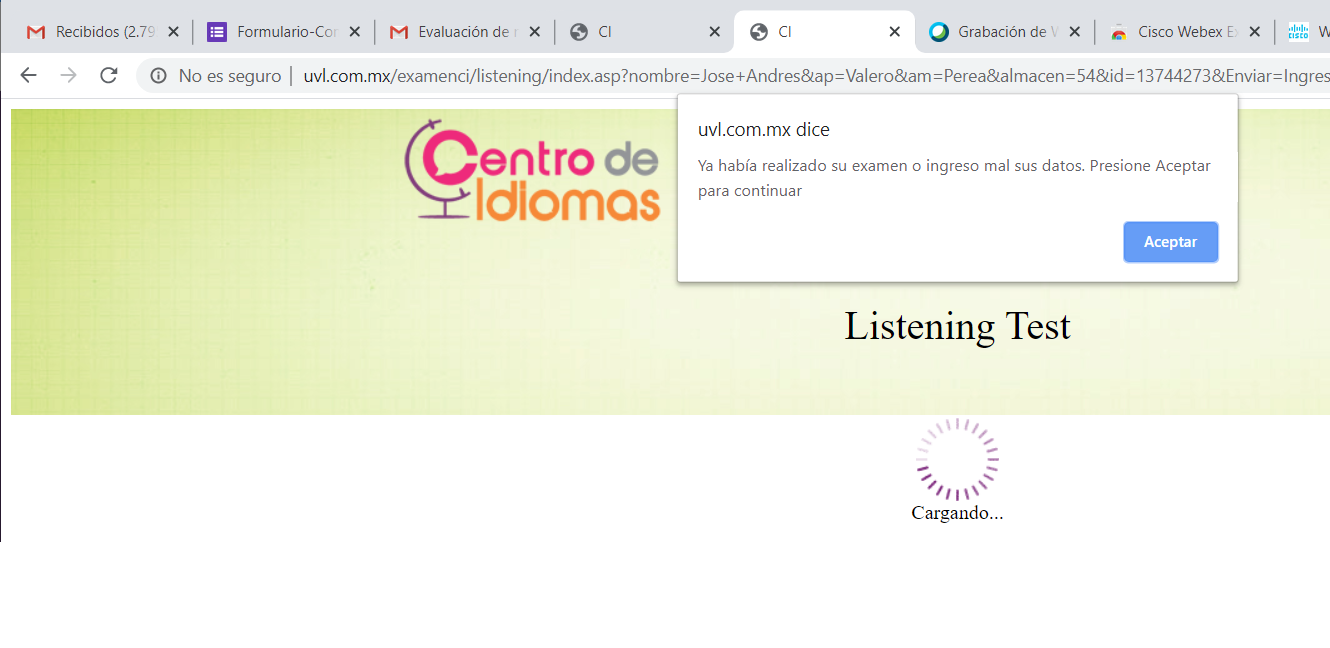 Recibidos (2.79
Formulario-Cor
Evaluación de
CI
CI
Grabación de
Cisco Webex
No es seguro | uvl.com.mx/examenci/listening/index.asp?nombre=Jose+Andres&ap=Valero&am=Perea&almacen=54&id=13744273&Enviar=Ingres
Centro de
Idiomas
uvl.com.mx dice
Ya había realizado su examen o ingreso mal sus datos. Presione Aceptar
para continuar
Aceptar
Listening Test
Cargando...